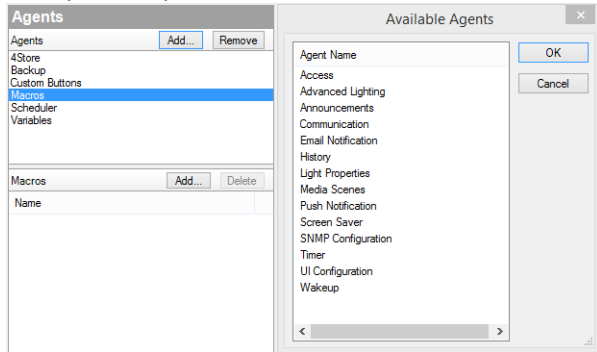 Agents
Agents Add... Remove
4Store
Backup
Custom Buttons
Macros
Scheduler
Variables
Macros Add... Delete
Name
Available Agents
Agent Name
Access
Advanced Lighting
Announcements
Communication
Email Notification
History
Light Properties
Media Scenes
Push Notification
Screen Saver
SNMP Configuration
Timer
UI Configuration
Wakeup
OK
Cancel